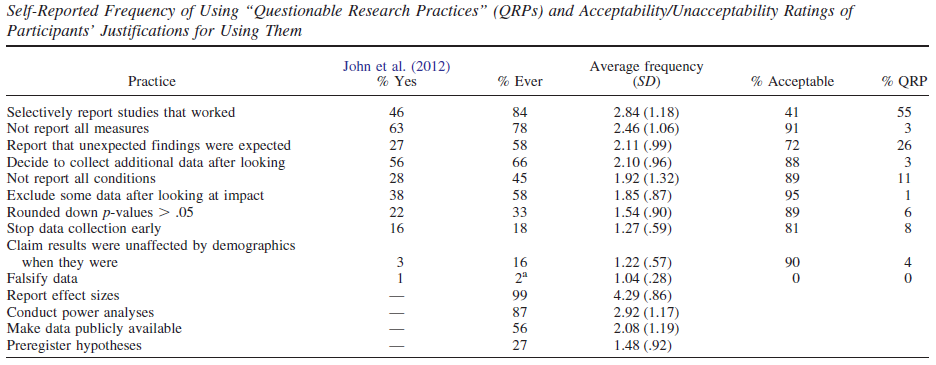 Self-Reported Frequency of Using “Questionable Research Practices” (QRPs) and Acceptability/Unacceptability Ratings of
Participants’ Justifications for Using Them
John et al. (2012) Average frequency
Practice % Yes % Ever (SD) % Acceptable % QRP
Selectively report studies that worked 46 84 2.84 (1.18) 41 55
Not report all measures 63 78 2.46 (1.06) 91 3
Report that unexpected findings were expected 27 58 2.11 (.99) 72 26
Decide to collect additional data after looking 56 66 2.10 (.96) 88 3
Not report all conditions 28 45 1.92 (1.32) 89 11
Exclude some data after looking at impact 38 58 1.85 (.87) 95 1
Rounded down p-values > .05 22 33 1.54 (.90) 89 6
Stop data collection early 16 18 1.27 (.59) 81 8
Claim results were unaffected by demographics
when they were 3 16 1.22 (.57) 90 4
Falsify data 1 2ᵃ 1.04 (.28) 0 0
Report effect sizes — 99 4.29 (.86)
Conduct power analyses — 87 2.92 (1.17)
Make data publicly available — 56 2.08 (1.19)
Preregister hypotheses — 27 1.48 (.92)